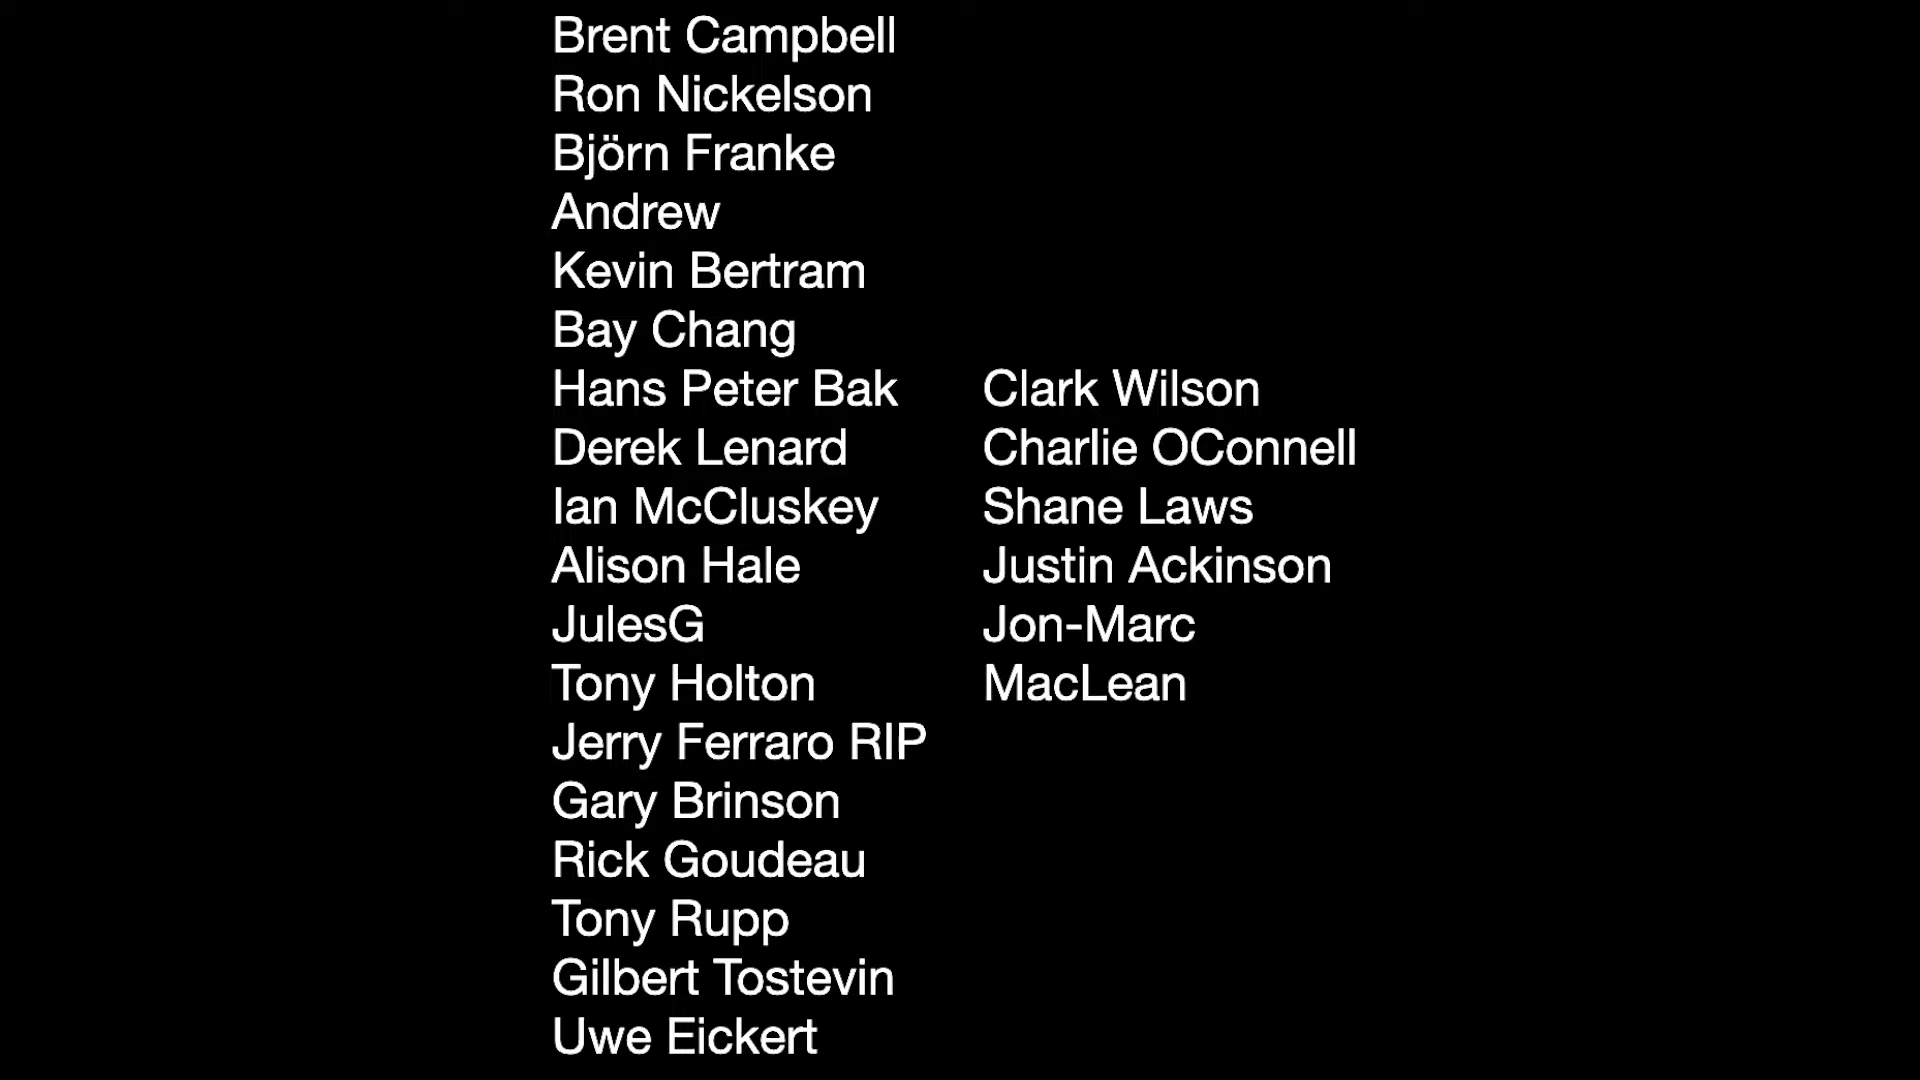 Brent Campbell
Ron Nickelson
Björn Franke
Andrew
Kevin Bertram
Bay Chang
Hans Peter Bak
Derek Lenard
Ian McCluskey
Alison Hale
JulesG
Tony Holton
Jerry Ferraro RIP
Gary Brinson
Rick Goudeau
Tony Rupp
Gilbert Tostevin
Uwe Eickert
Clark Wilson
Charlie OConnell
Shane Laws
Justin Ackinson
Jon-Marc
MacLean